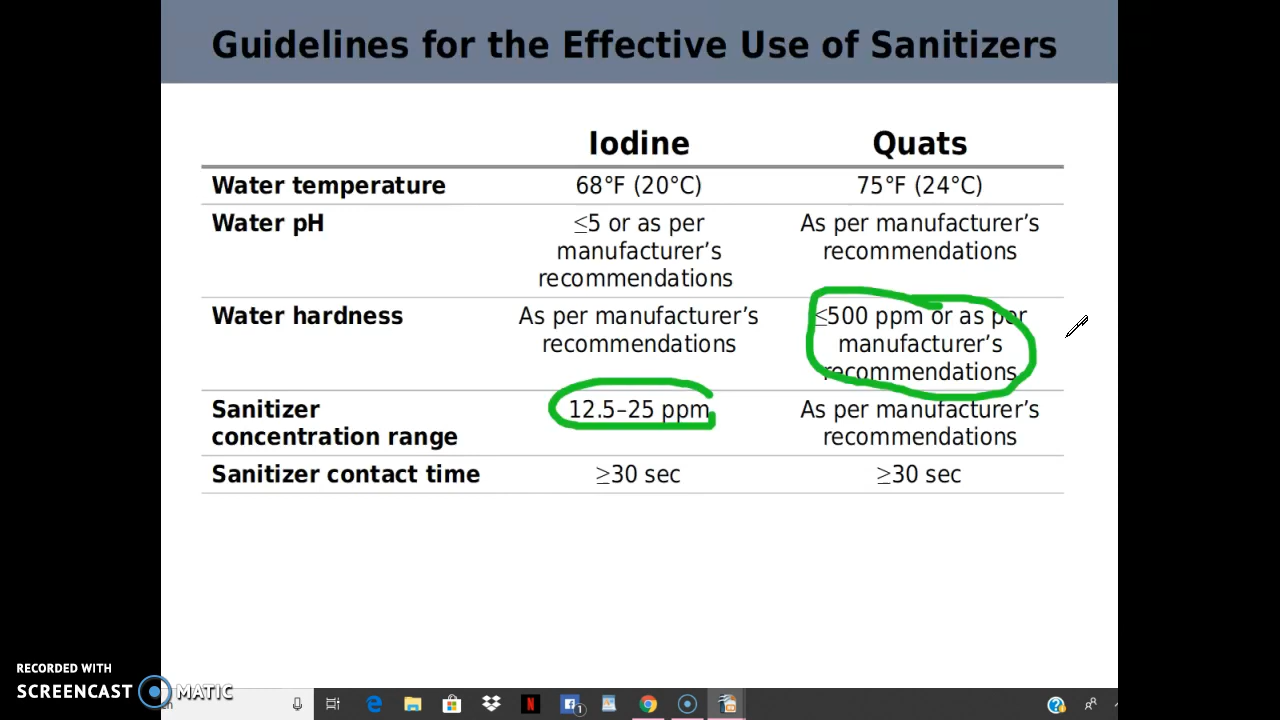 Guidelines for the Effective Use of Sanitizers
Iodine Quats
Water temperature 68°F (20°C) 75°F (24°C)
Water pH ≤5 or as per As per manufacturer’s
manufacturer’s recommendations
recommendations
Water hardness As per manufacturer’s ≤500 ppm or as per
recommendations manufacturer’s
recommendations
Sanitizer 12.5–25 ppm As per manufacturer’s
concentration range recommendations
Sanitizer contact time ≥30 sec ≥30 sec
RECORDED WITH
SCREENCAST MATIC
N
f 1
?